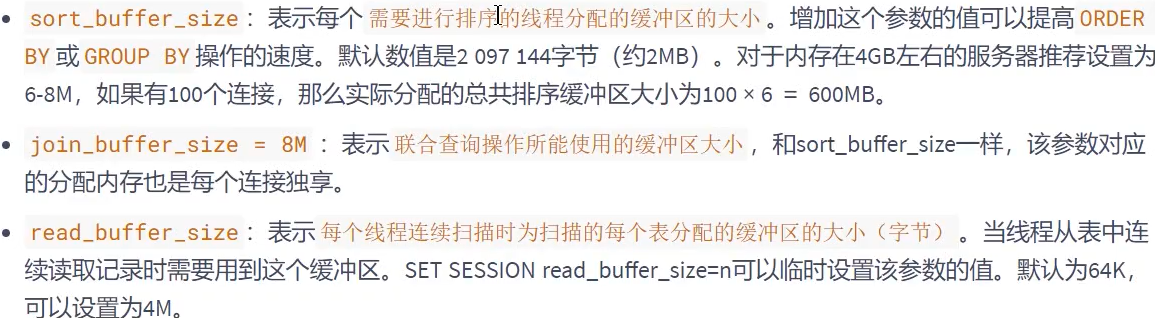 sort_buffer_size：表示每个 需要进行排序的线程分配的缓冲区的大小 。增加这个参数的值可以提高 ORDER
BY 或 GROUP BY 操作的速度。默认数值是2 097 144字节（约2MB）。对于内存在4GB左右的服务器推荐设置为
6-8M，如果有100个连接，那么实际分配的总共排序缓冲区大小为100 × 6 ＝ 600MB。
join_buffer_size = 8M ：表示 联合查询操作所能使用的缓冲区大小 ，和sort_buffer_size一样，该参数对应
的分配内存也是每个连接独享。
read_buffer_size：表示 每个线程连续扫描时为扫描的每个表分配的缓冲区的大小（字节） 。当线程从表中连
续读取记录时需要用到这个缓冲区。SET SESSION read_buffer_size=n可以临时设置该参数的值。默认为64K，
可以设置为4M。